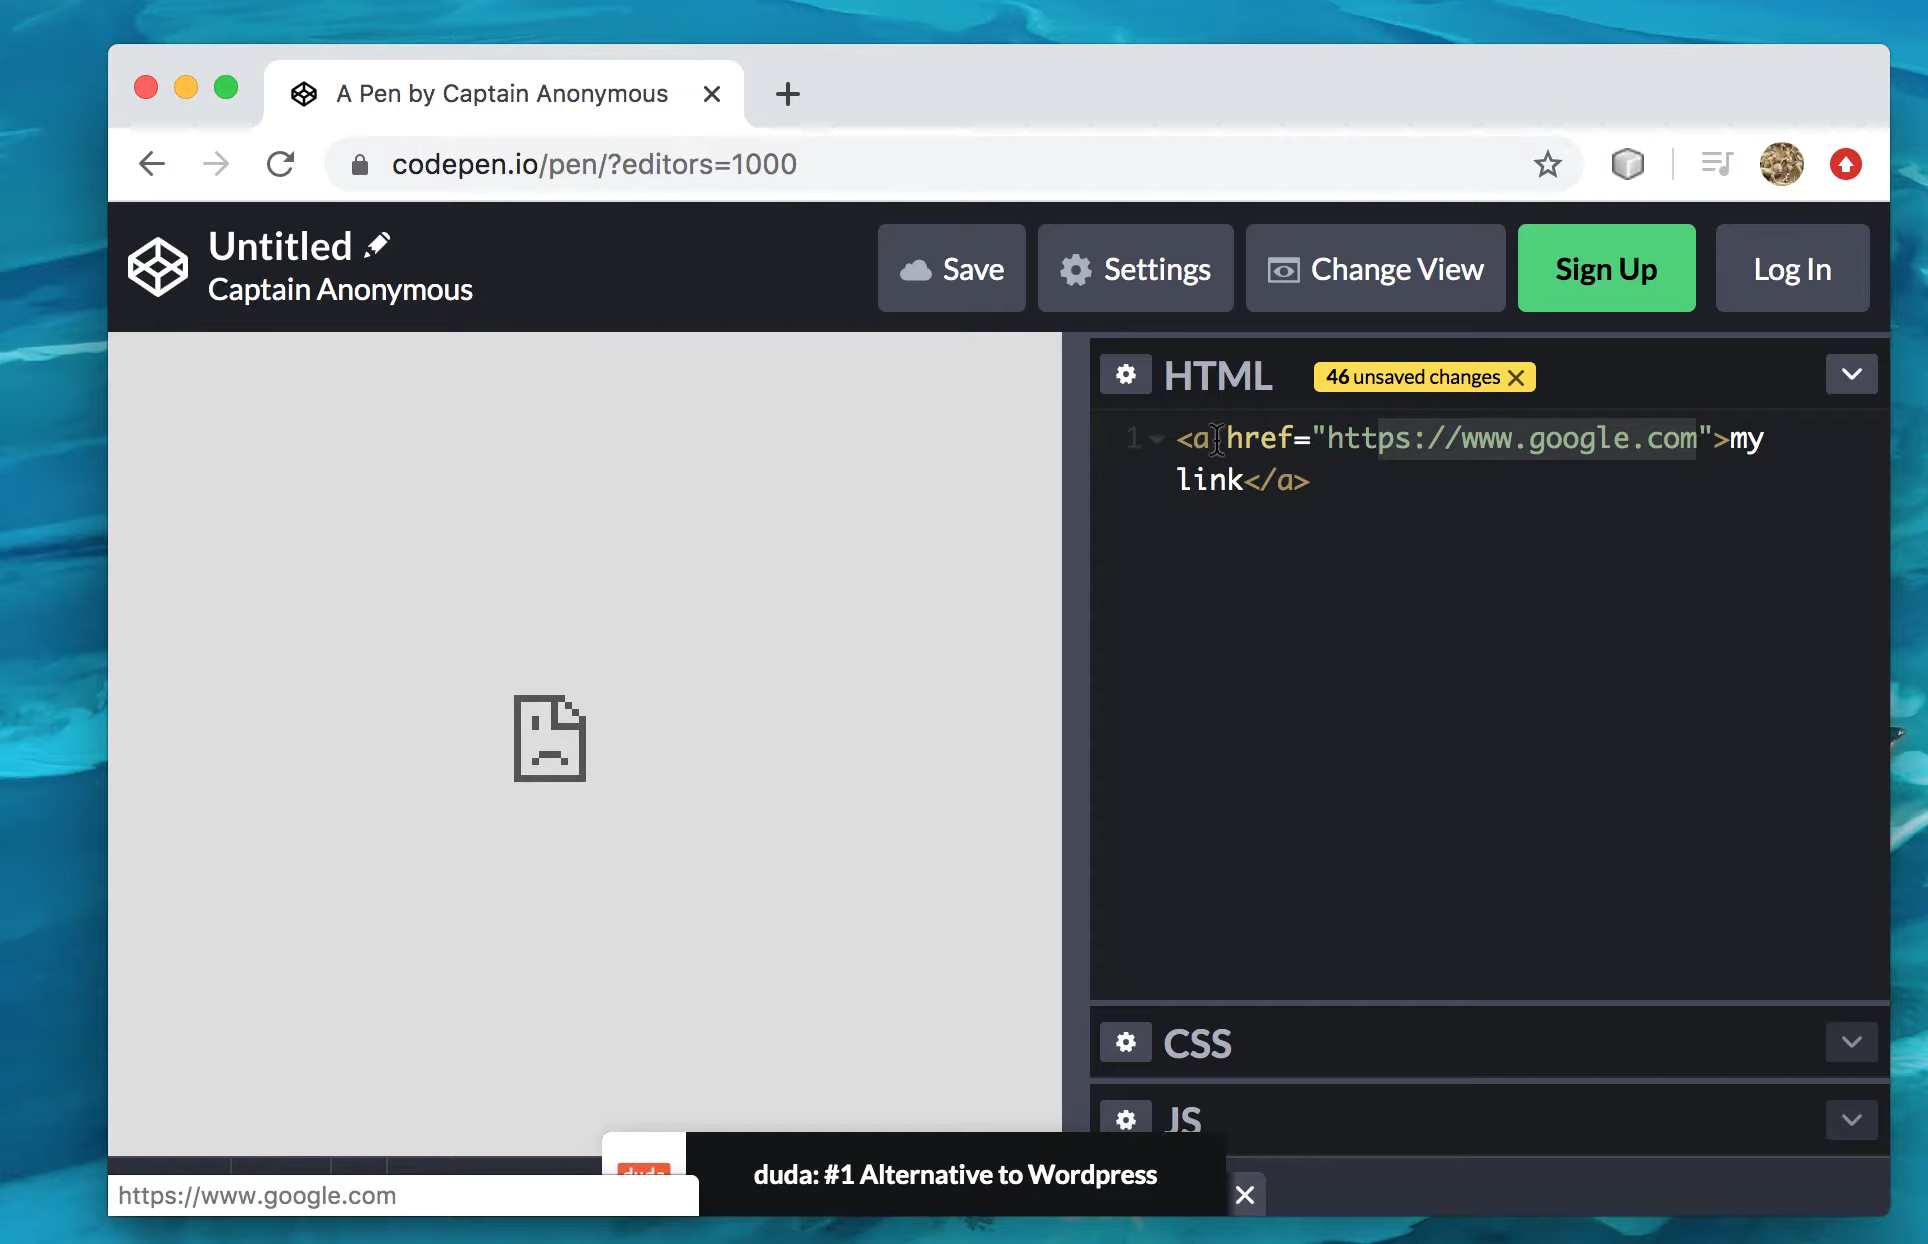 A Pen by Captain Anonymous
codepen.io/pen/?editors=1000
Untitled
Captain Anonymous
Save
Settings
Change View
Sign Up
Log In
HTML
46 unsaved changes
1
<a href="https://www.google.com">my
link</a>
CSS
JS
duda
duda: #1 Alternative to Wordpress
https://www.google.com